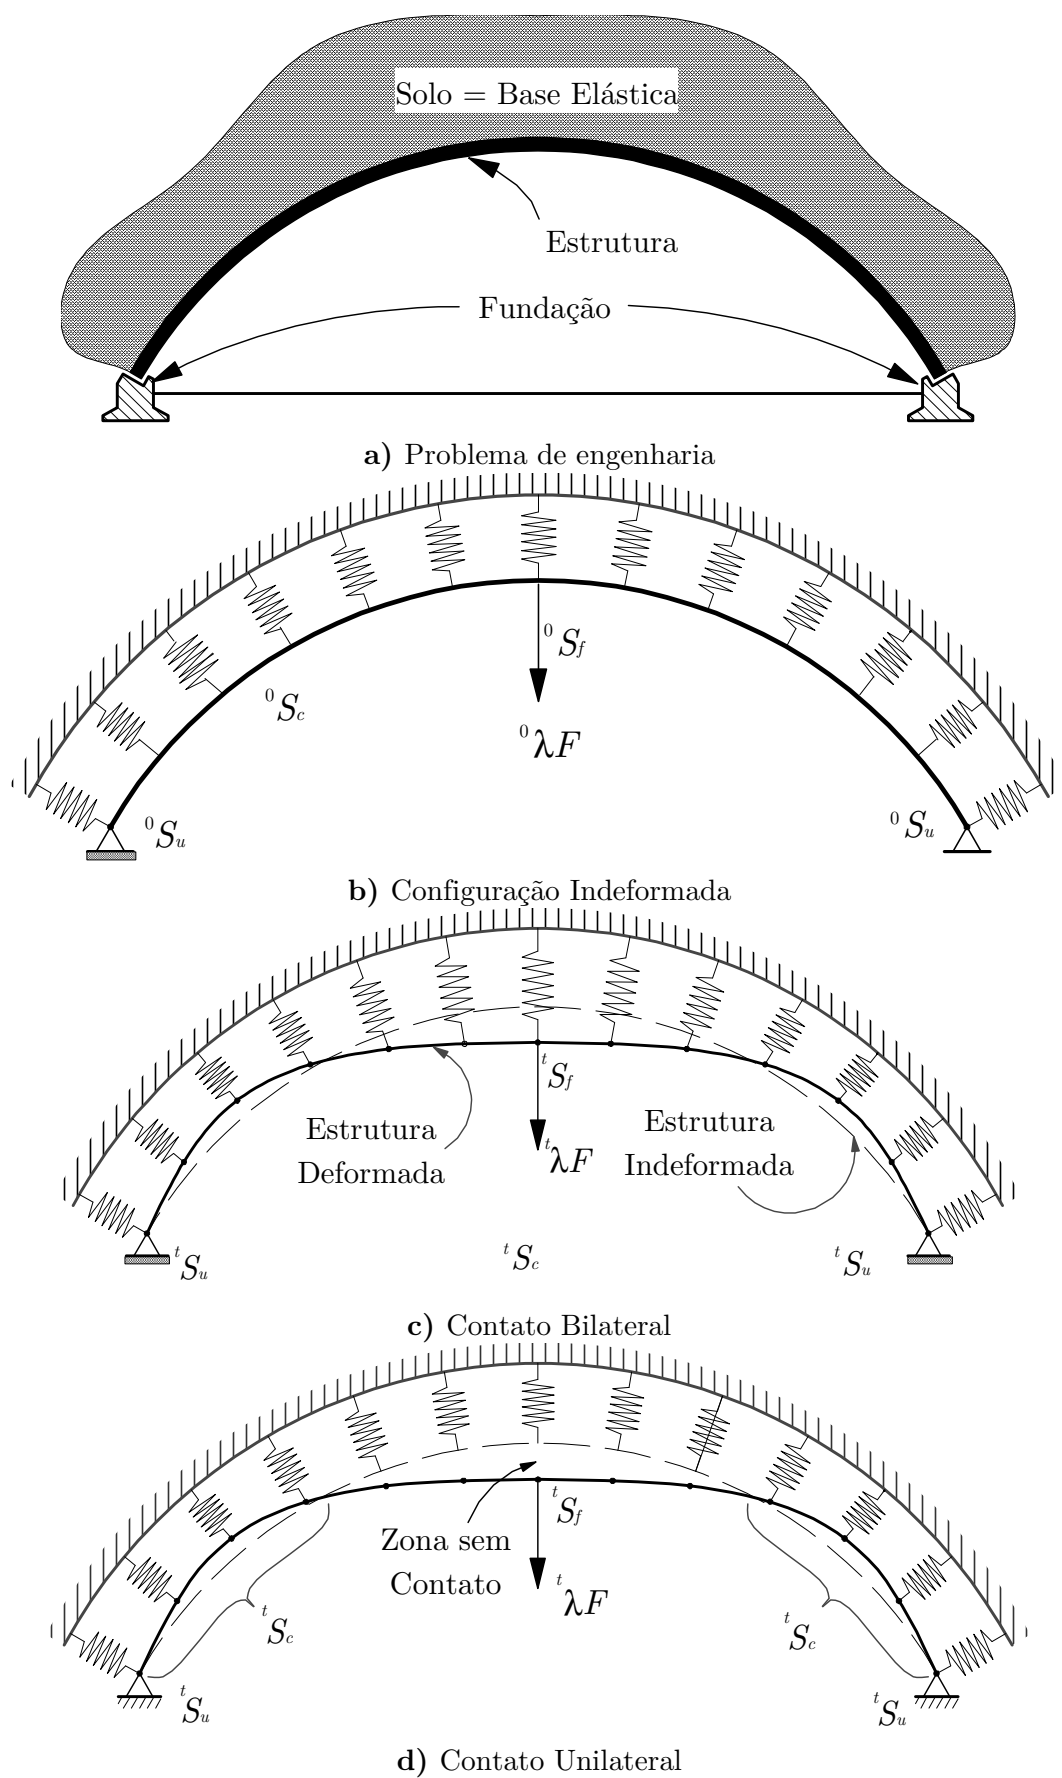 Solo = Base Elástica
Estrutura
Fundação
a) Problema de engenharia
⁰S_f
⁰S_c
⁰λF
⁰S_u
⁰S_u
b) Configuração Indeformada
ᵗS_f
Estrutura
Deformada
Estrutura
Indeformada
ᵗλF
ᵗS_u
ᵗS_c
ᵗS_u
c) Contato Bilateral
ᵗS_f
Zona sem
Contato
ᵗλF
ᵗS_c
ᵗS_c
ᵗS_u
ᵗS_u
d) Contato Unilateral